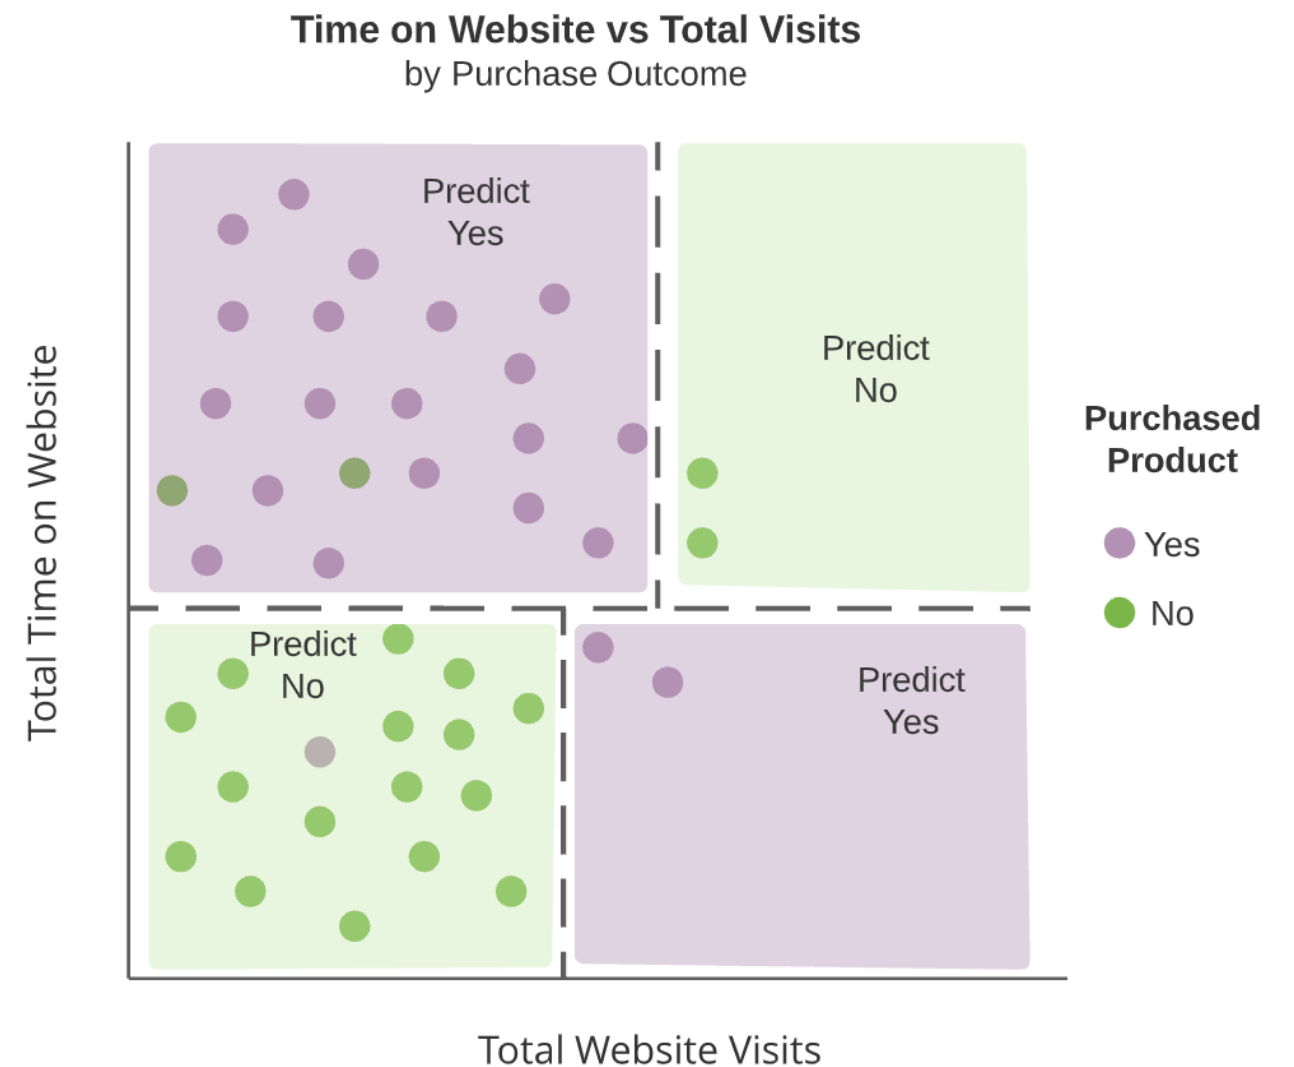 Time on Website vs Total Visits
by Purchase Outcome
Predict
Yes
Predict
No
Predict
No
Predict
Yes
Total Time on Website
Total Website Visits
Purchased
Product
Yes
No